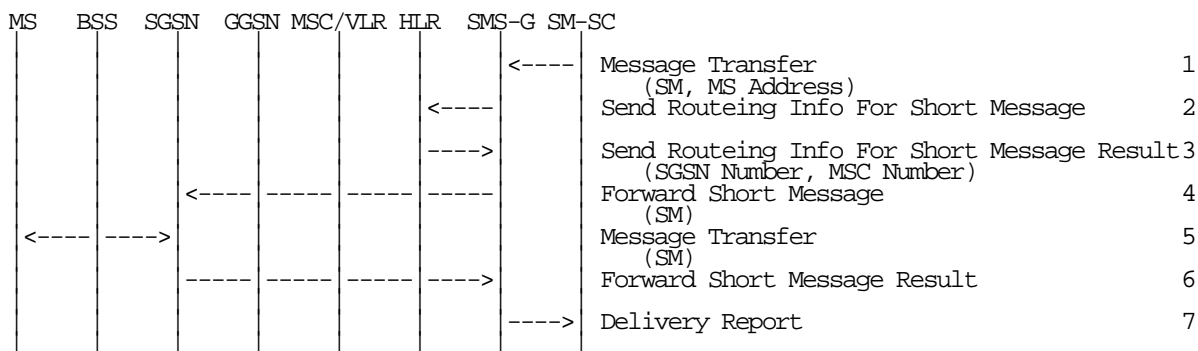 MS BSS SGSN GGSN MSC/VLR HLR SMS-G SM-SC
Message Transfer 1
(SM, MS Address)
Send Routeing Info For Short Message 2
Send Routeing Info For Short Message Result3
(SGSN Number, MSC Number)
Forward Short Message 4
(SM)
Message Transfer 5
(SM)
Forward Short Message Result 6
Delivery Report 7